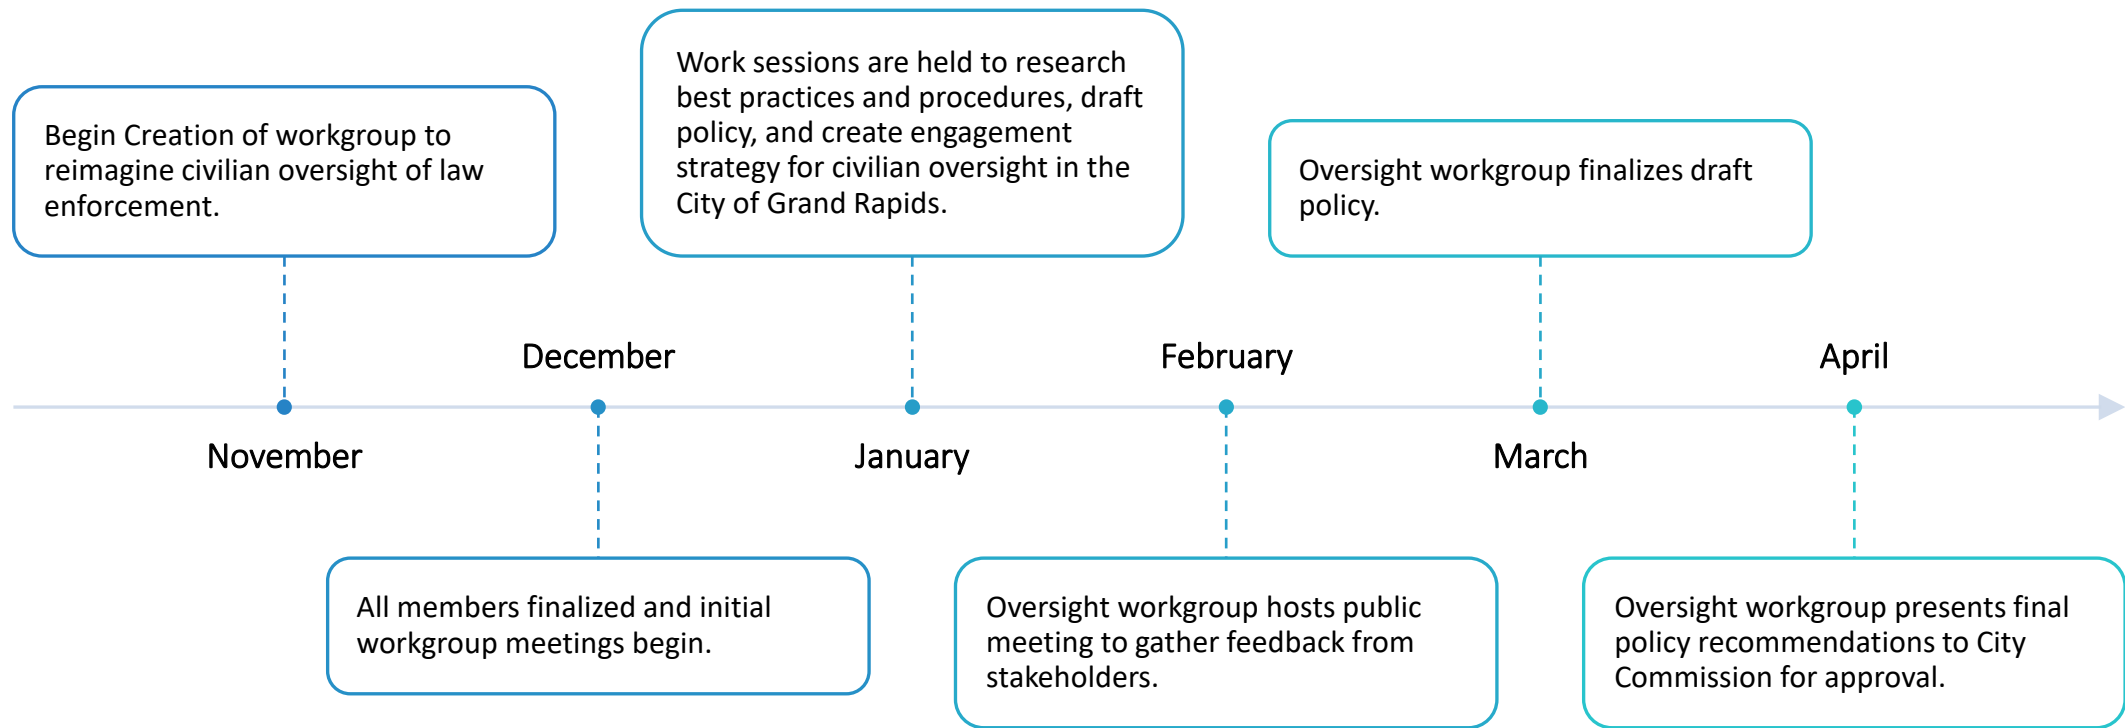 Begin Creation of workgroup to
reimagine civilian oversight of law
enforcement.
November
December
All members finalized and initial
workgroup meetings begin.
Work sessions are held to research
best practices and procedures, draft
policy, and create engagement
strategy for civilian oversight in the
City of Grand Rapids.
January
February
Oversight workgroup hosts public
meeting to gather feedback from
stakeholders.
Oversight workgroup finalizes draft
policy.
March
April
Oversight workgroup presents final
policy recommendations to City
Commission for approval.